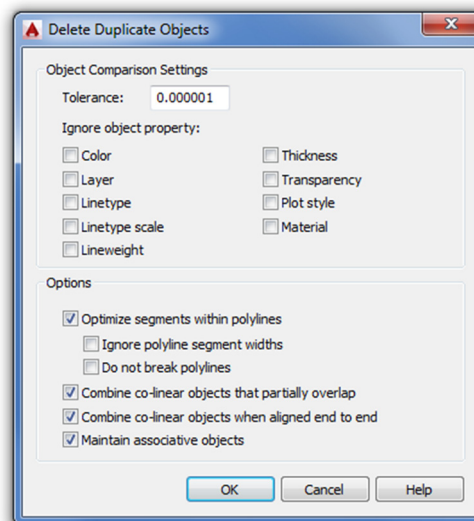 Delete Duplicate Objects
Object Comparison Settings
Tolerance: 0.000001
Ignore object property:
Color Thickness
Layer Transparency
Linetype Plot style
Linetype scale Material
Lineweight
Options
Optimize segments within polylines
Ignore polyline segment widths
Do not break polylines
Combine co-linear objects that partially overlap
Combine co-linear objects when aligned end to end
Maintain associative objects
OK Cancel Help